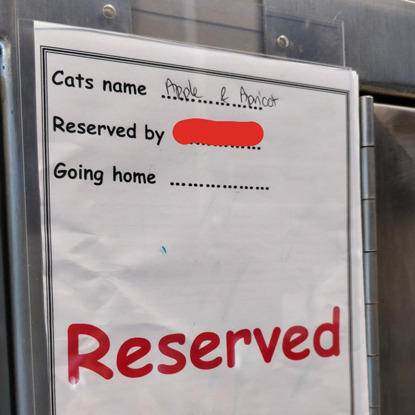 Cats name Apple & Apricot
Reserved by
Going home
Reserved